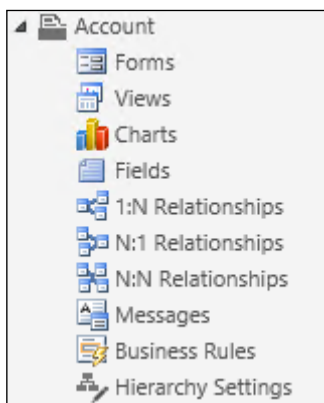 Account
Forms
Views
Charts
Fields
1:N Relationships
N:1 Relationships
N:N Relationships
Messages
Business Rules
Hierarchy Settings